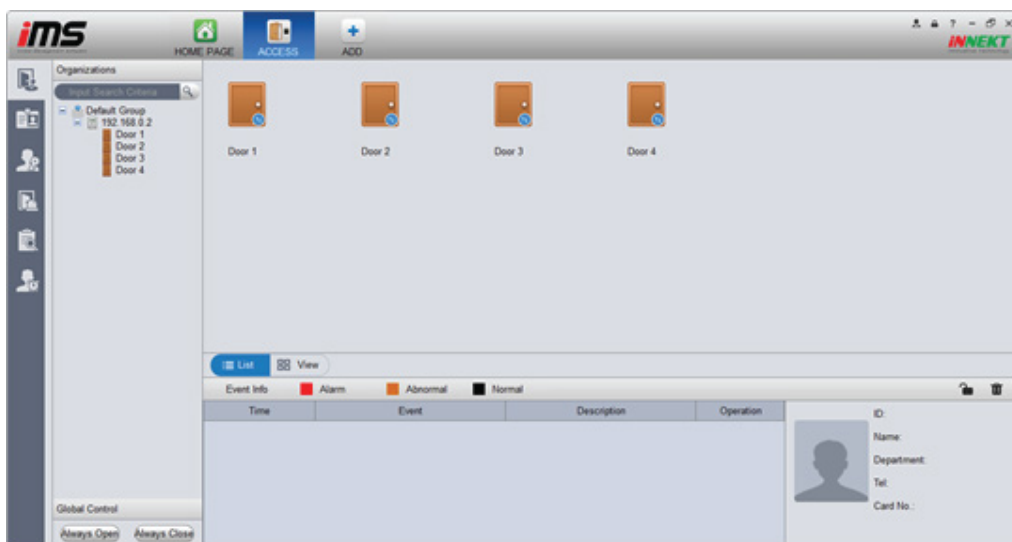 iMS
HOME PAGE
ACCESS
ADD
?
iNNEKT
Organizations
Input Search Criteria
Default Group
192.168.0.2
Door 1
Door 2
Door 3
Door 4
Door 1
Door 2
Door 3
Door 4
List
View
Event Info
Alarm
Abnormal
Normal
Time
Event
Description
Operation
ID:
Name:
Department:
Tel:
Card No.:
Global Control
Always Open
Always Close